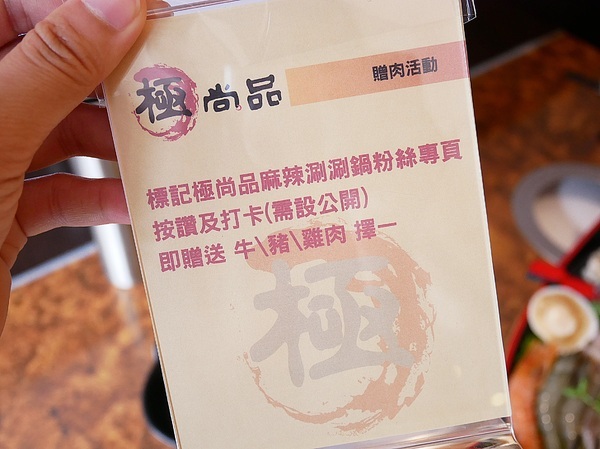 極尚品
贈肉活動
標記極尚品麻辣涮涮鍋粉絲專頁
按讚及打卡(需設公開)
即贈送 牛\豬\雞肉 擇一
極